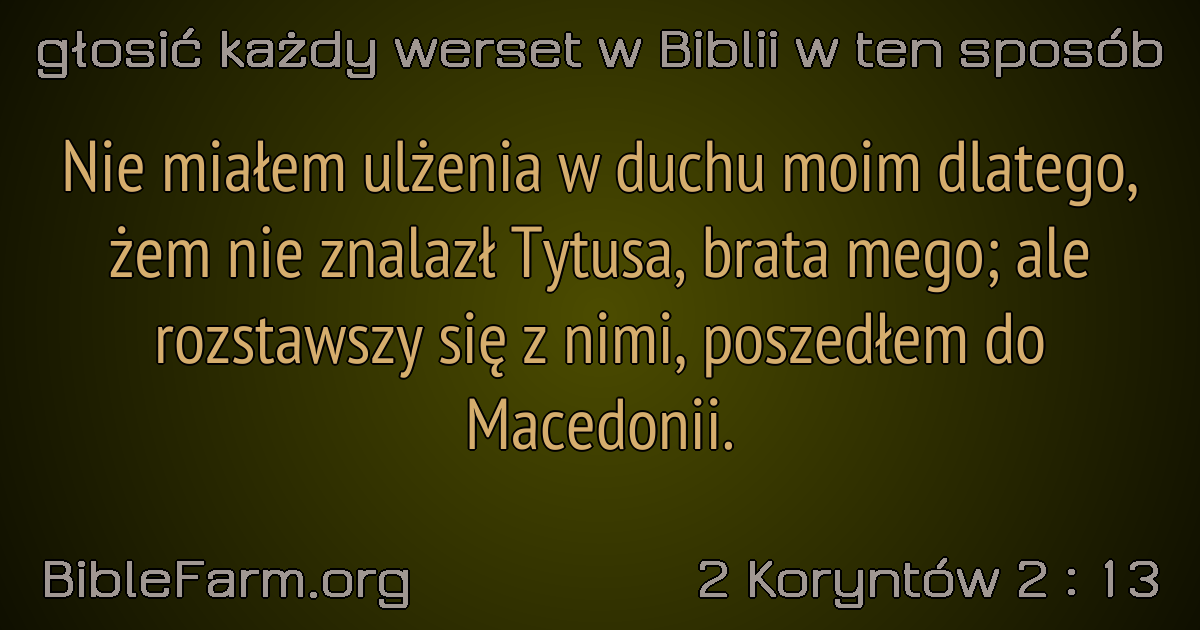 głosić każdy werset w Biblii w ten sposób
Nie miałem ulżenia w duchu moim dlatego,
żem nie znalazł Tytusa, brata mego; ale
rozstawszy się z nimi, poszedłem do
Macedonii.
BibleFarm.org
2 Koryntów 2 : 13